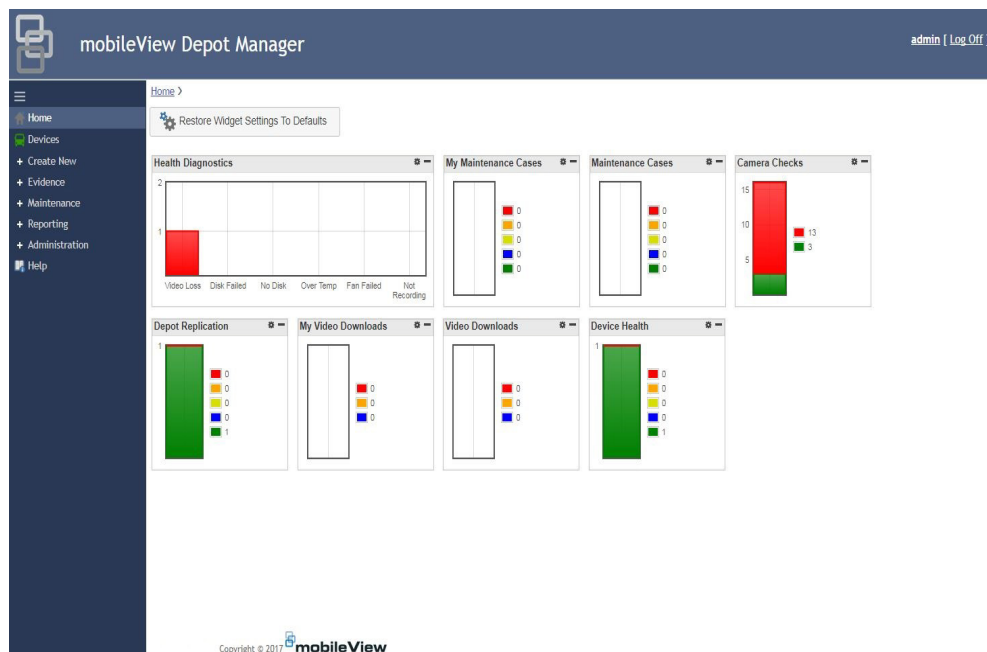 mobileView Depot Manager
admin [ Log Off ]
Home >
Home
Devices
+ Create New
+ Evidence
+ Maintenance
+ Reporting
+ Administration
Help
Restore Widget Settings To Defaults
Health Diagnostics
2
1
Video Loss Disk Failed No Disk Over Temp Fan Failed Not Recording
My Maintenance Cases
0
0
0
0
0
Maintenance Cases
0
0
0
0
0
Camera Checks
15
10
5
13
3
Depot Replication
1
0
0
0
0
1
My Video Downloads
0
0
0
Video Downloads
0
0
0
Device Health
1
0
0
0
0
1
Copyright © 2017 mobileView